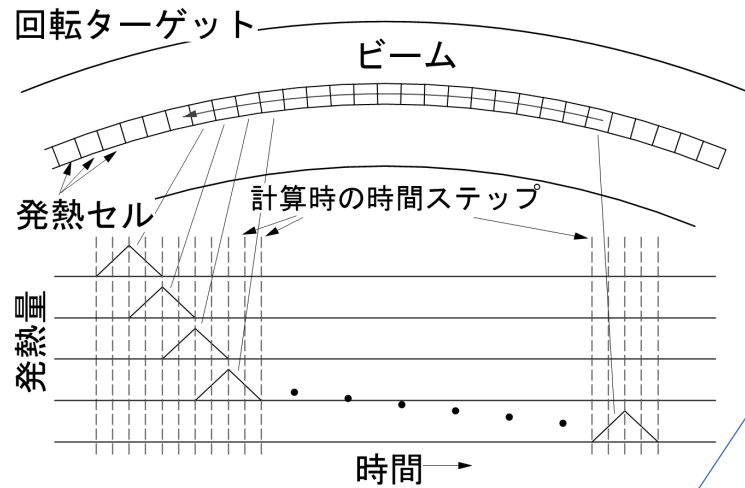 回転ターゲット
ビーム
発熱セル
計算時の時間ステップ
発熱量
時間